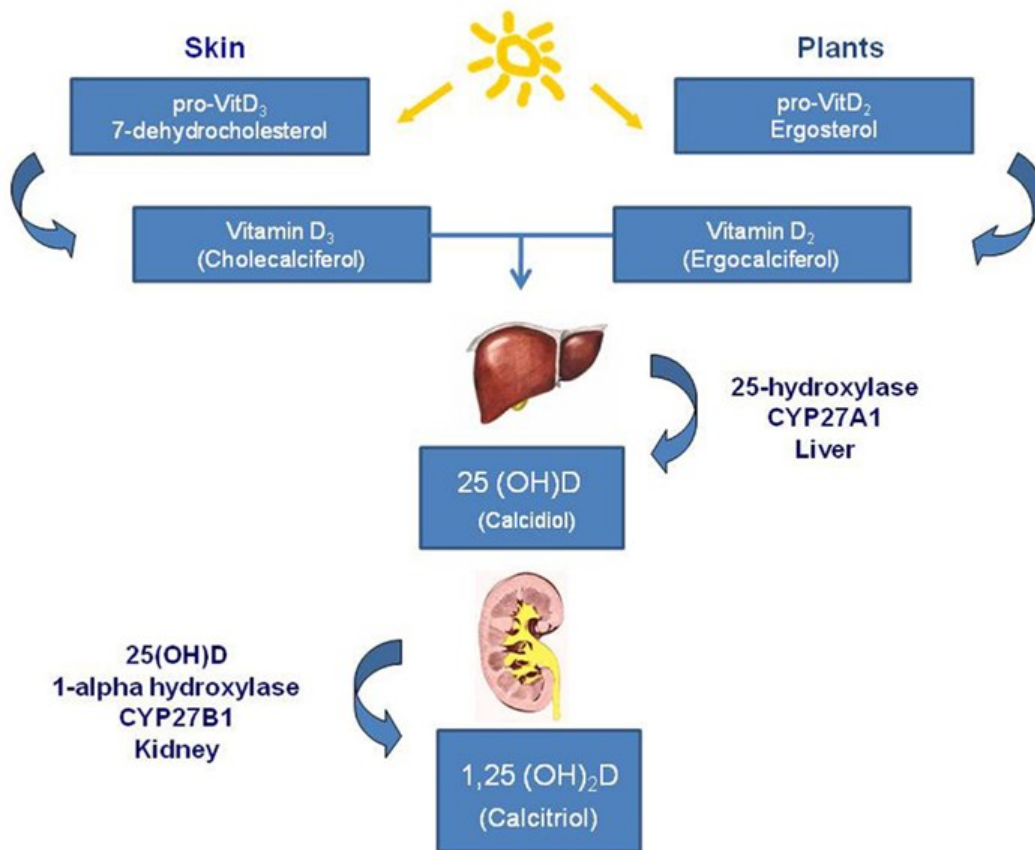 Skin
Plants
pro-VitD₃
7-dehydrocholesterol
pro-VitD₂
Ergosterol
Vitamin D₃
(Cholecalciferol)
Vitamin D₂
(Ergocalciferol)
25-hydroxylase
CYP27A1
Liver
25 (OH)D
(Calcidiol)
25(OH)D
1-alpha hydroxylase
CYP27B1
Kidney
1,25 (OH)₂D
(Calcitriol)